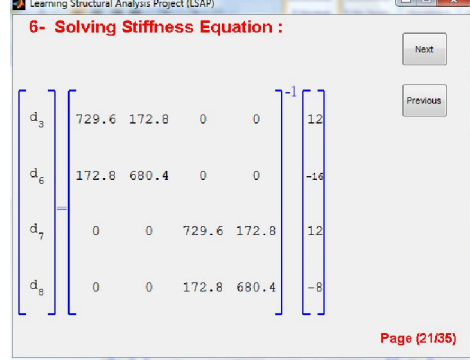 Learning Structural Analysis Project (LSAP)
6- Solving Stiffness Equation :
Next
Previous
-1
d3 729.6 172.8 0 0 12
d6 172.8 680.4 0 0 -16
=
d7 0 0 729.6 172.8 12
d8 0 0 172.8 680.4 -8
Page (21/35)